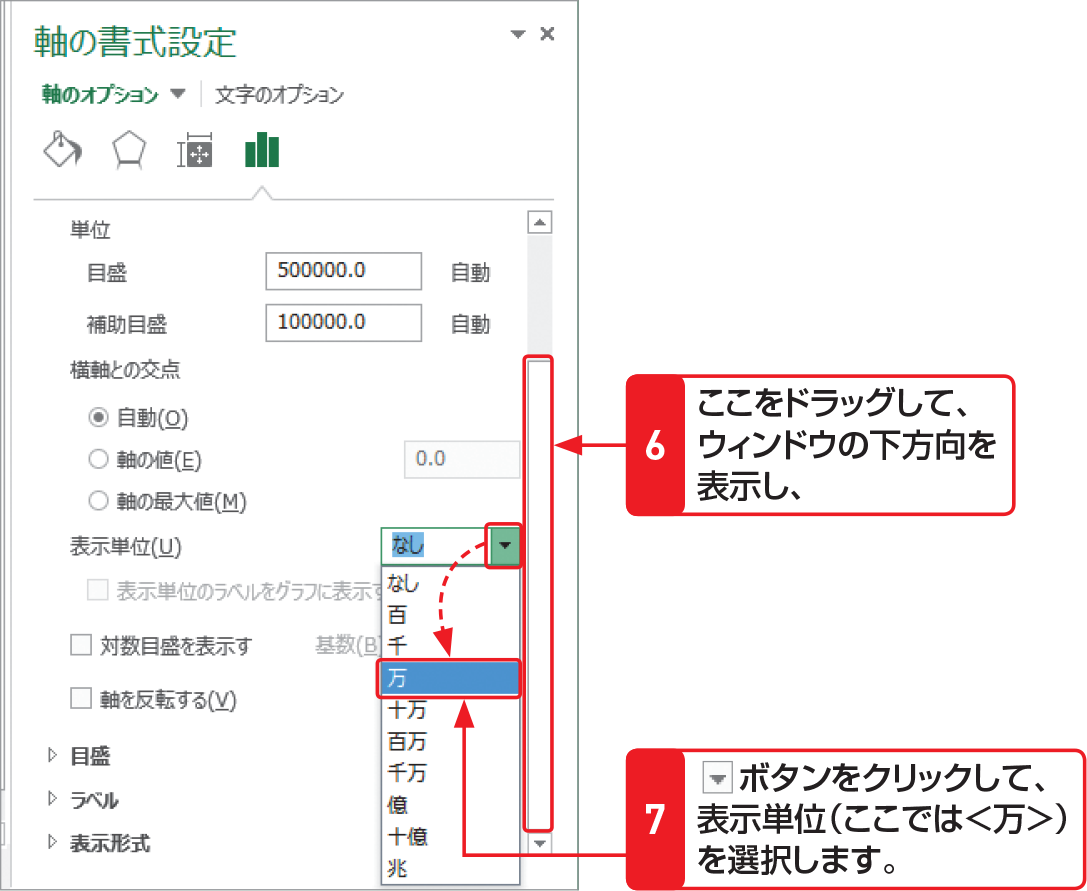 軸の書式設定
軸のオプション 文字のオプション
単位
目盛 500000.0 自動
補助目盛 100000.0 自動
横軸との交点
自動(O)
軸の値(E) 0.0
軸の最大値(M)
表示単位(U) なし
なし
表示単位のラベルをグラフに表示す
百
対数目盛を表示す 基数(B) 千
万
軸を反転する(V)
十万
百万
目盛
千万
ラベル
億
十億
表示形式
兆
6 ここをドラッグして、
ウィンドウの下方向を
表示し、
7 ボタンをクリックして、
表示単位(ここでは<万>)
を選択します。